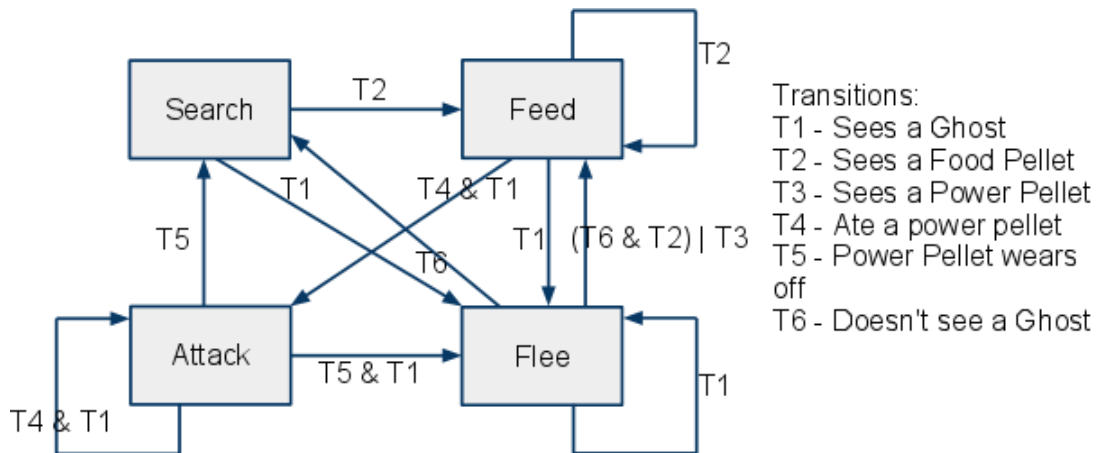 T2
Search
T2
Feed
T1
T4 & T1
T5
T1
(T6 & T2) | T3
T6
Attack
T5 & T1
Flee
T1
T4 & T1
Transitions:
T1 - Sees a Ghost
T2 - Sees a Food Pellet
T3 - Sees a Power Pellet
T4 - Ate a power pellet
T5 - Power Pellet wears
off
T6 - Doesn't see a Ghost